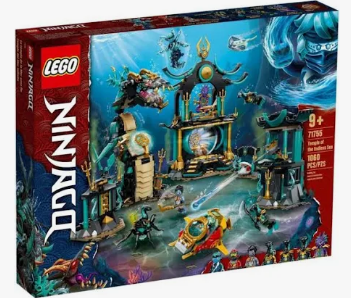 LEGO
NINJAGO
9+
71755
Temple of
the Endless Sea
1060
PCS/PZS